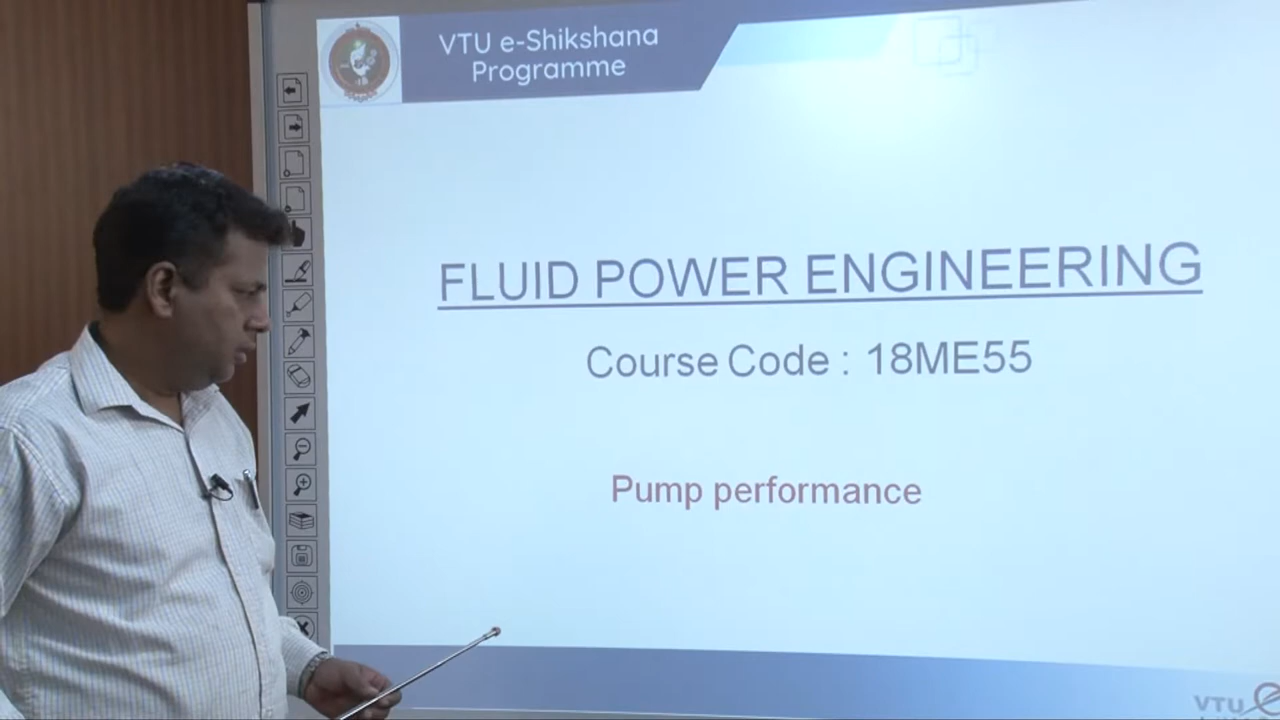 VTU e-Shikshana
Programme
FLUID POWER ENGINEERING
Course Code : 18ME55
Pump performance
VTU e